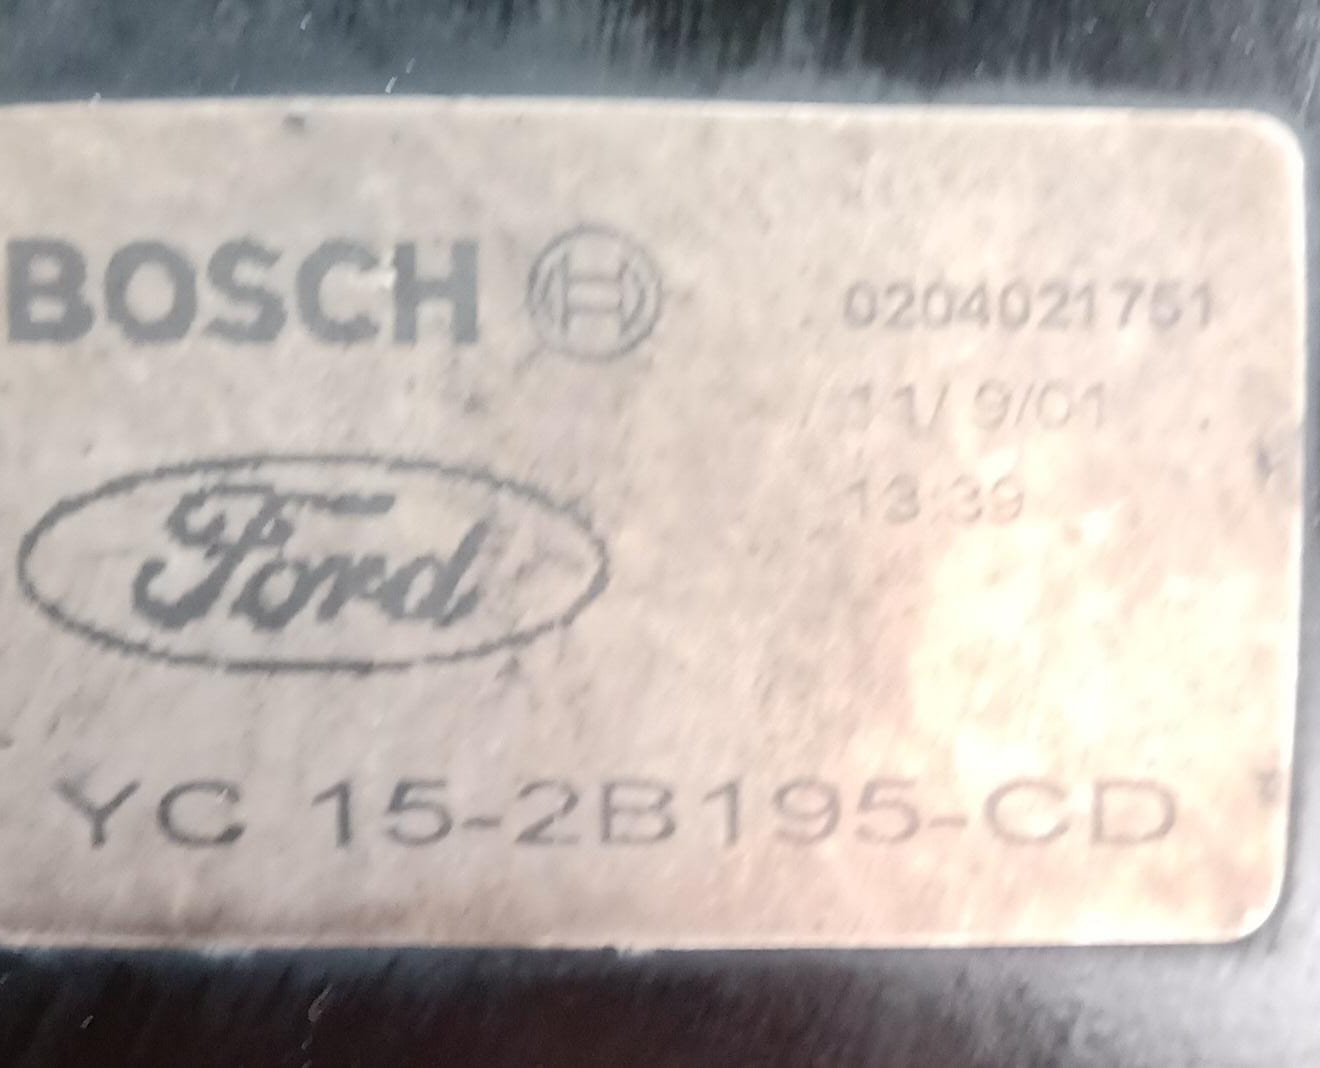 BOSCH
0204021751
11/ 9/01
13:39
Ford
YC 15-2B195-CD